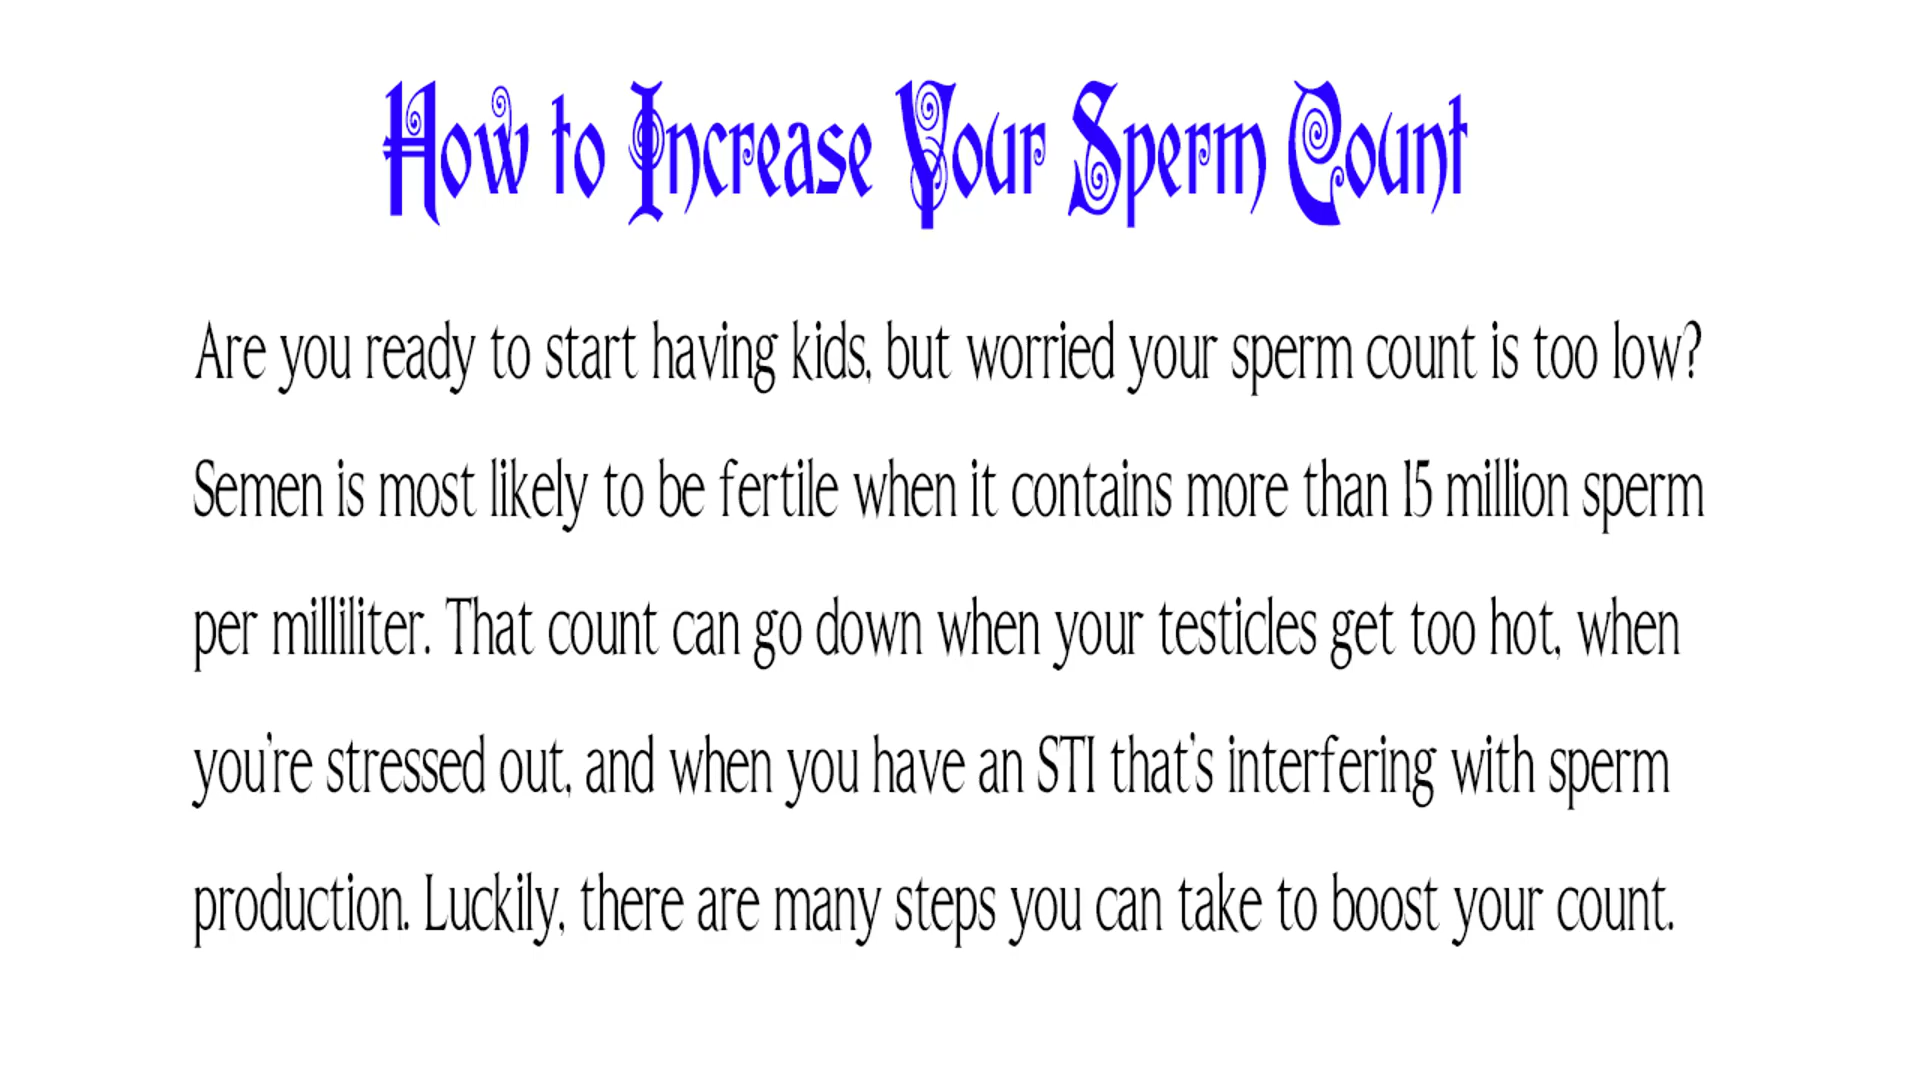 How to Increase Your Sperm Count
Are you ready to start having kids, but worried your sperm count is too low?
Semen is most likely to be fertile when it contains more than 15 million sperm
per milliliter. That count can go down when your testicles get too hot, when
you're stressed out, and when you have an STI that's interfering with sperm
production. Luckily, there are many steps you can take to boost your count.